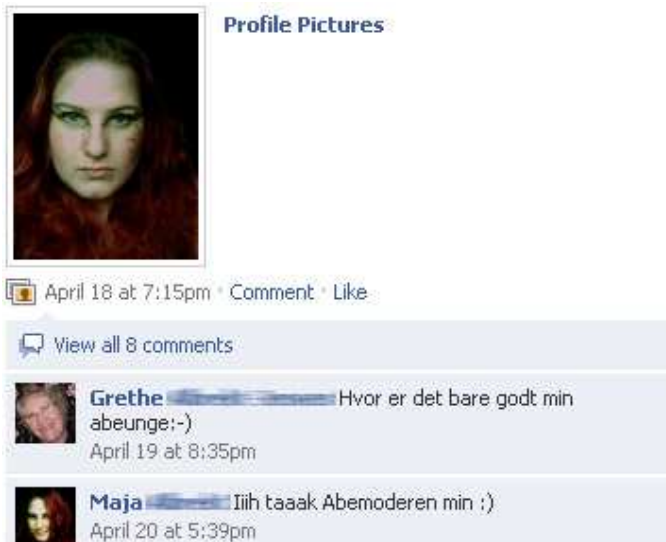 Profile Pictures
April 18 at 7:15pm · Comment · Like
View all 8 comments
Grethe Hvor er det bare godt min
abeunge:-)
April 19 at 8:35pm
Maja Iiih taaak Abemoderen min :)
April 20 at 5:39pm